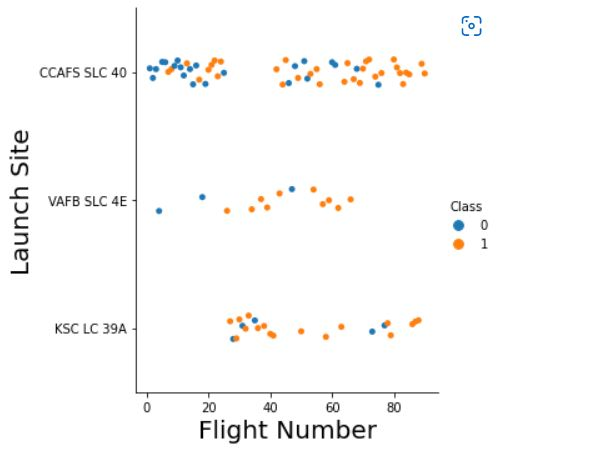 Launch Site
CCAFS SLC 40
VAFB SLC 4E
KSC LC 39A
0 20 40 60 80
Flight Number
Class
0
1